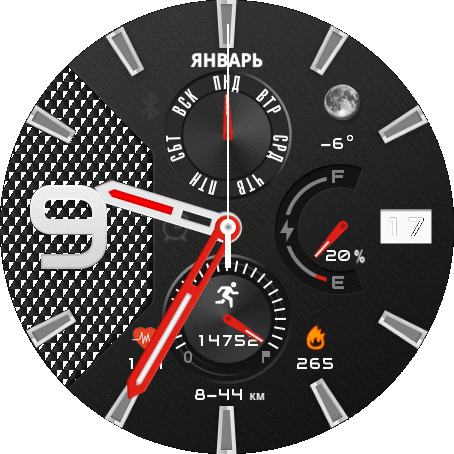 ЯНВАРЬ
ПНД
ВТР
СРД
ЧТВ
ПТН
СБТ
ВСК
-6°
F
9
17
20 %
E
14752
0 P
265
8-44 КМ